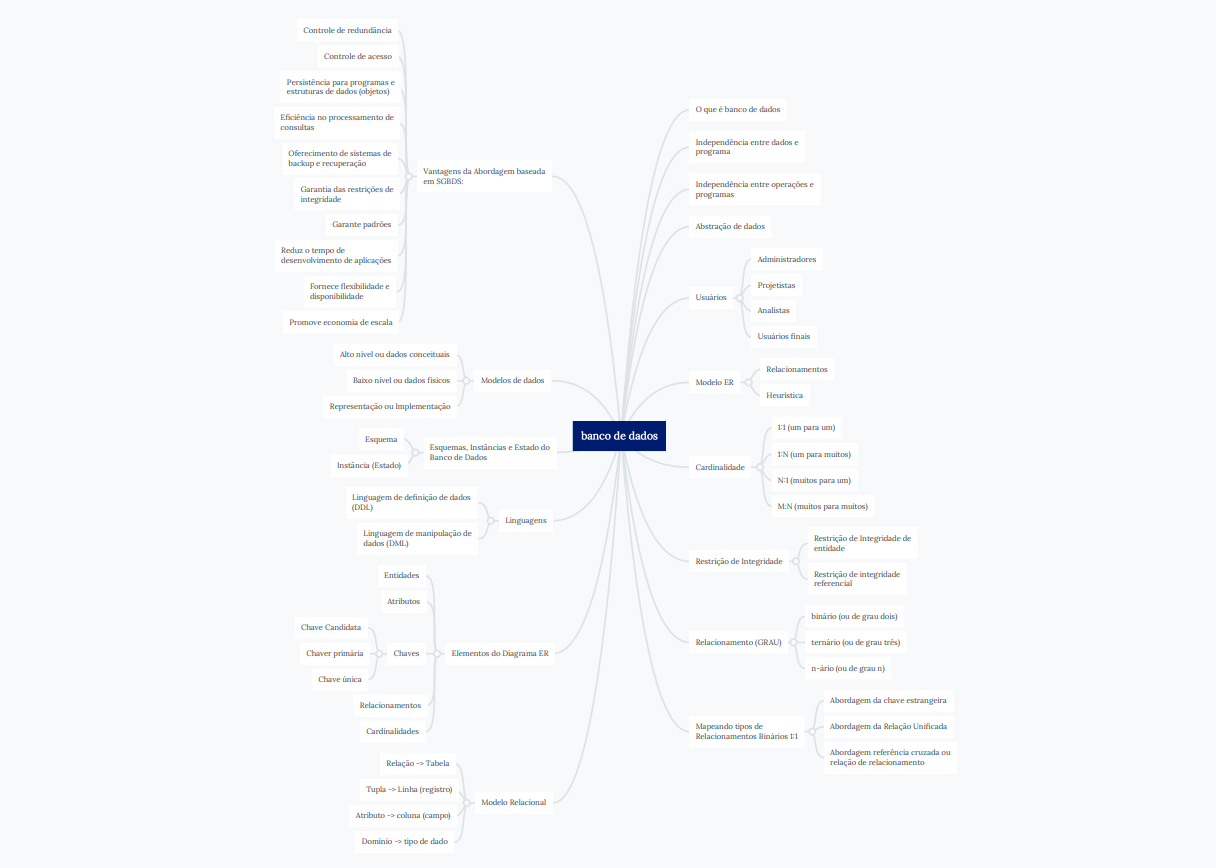 banco de dados
O que é banco de dados
Independência entre dados e
programa
Independência entre operações e
programas
Abstração de dados
Usuários
Administradores
Projetistas
Analistas
Usuários finais
Modelo ER
Relacionamentos
Heurística
Cardinalidade
1:1 (um para um)
1:N (um para muitos)
N:1 (muitos para um)
M:N (muitos para muitos)
Restrição de Integridade
Restrição de Integridade de
entidade
Restrição de integridade
referencial
Relacionamento (GRAU)
binário (ou de grau dois)
ternário (ou de grau três)
n-ário (ou de grau n)
Mapeando tipos de
Relacionamentos Binários 1:1
Abordagem da chave estrangeira
Abordagem da Relação Unificada
Abordagem referência cruzada ou
relação de relacionamento
Vantagens da Abordagem baseada
em SGBDS:
Controle de redundância
Controle de acesso
Persistência para programas e
estruturas de dados (objetos)
Eficiência no processamento de
consultas
Oferecimento de sistemas de
backup e recuperação
Garantia das restrições de
integridade
Garante padrões
Reduz o tempo de
desenvolvimento de aplicações
Fornece flexibilidade e
disponibilidade
Promove economia de escala
Modelos de dados
Alto nível ou dados conceituais
Baixo nível ou dados físicos
Representação ou Implementação
Esquemas, Instâncias e Estado do
Banco de Dados
Esquema
Instância (Estado)
Linguagens
Linguagem de definição de dados
(DDL)
Linguagem de manipulação de
dados (DML)
Elementos do Diagrama ER
Entidades
Atributos
Chaves
Chave Candidata
Chaver primária
Chave única
Relacionamentos
Cardinalidades
Modelo Relacional
Relação -> Tabela
Tupla -> Linha (registro)
Atributo -> coluna (campo)
Domínio -> tipo de dado